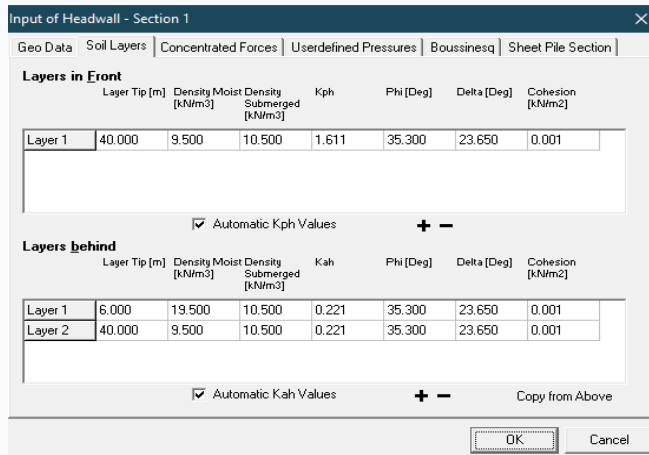 Input of Headwall - Section 1
Geo Data Soil Layers Concentrated Forces Userdefined Pressures Boussinesq Sheet Pile Section
Layers in Front
Layer Tip [m] Density Moist [kN/m3] Density Submerged [kN/m3] Kph Phi [Deg] Delta [Deg] Cohesion [kN/m2]
Layer 1 40.000 9.500 10.500 1.611 35.300 23.650 0.001
Automatic Kph Values + −
Layers behind
Layer Tip [m] Density Moist [kN/m3] Density Submerged [kN/m3] Kah Phi [Deg] Delta [Deg] Cohesion [kN/m2]
Layer 1 6.000 19.500 10.500 0.221 35.300 23.650 0.001
Layer 2 40.000 9.500 10.500 0.221 35.300 23.650 0.001
Automatic Kah Values + − Copy from Above
OK Cancel